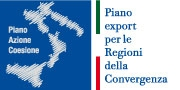 Piano
Azione
Coesione
Piano
export
per le
Regioni
della
Convergenza